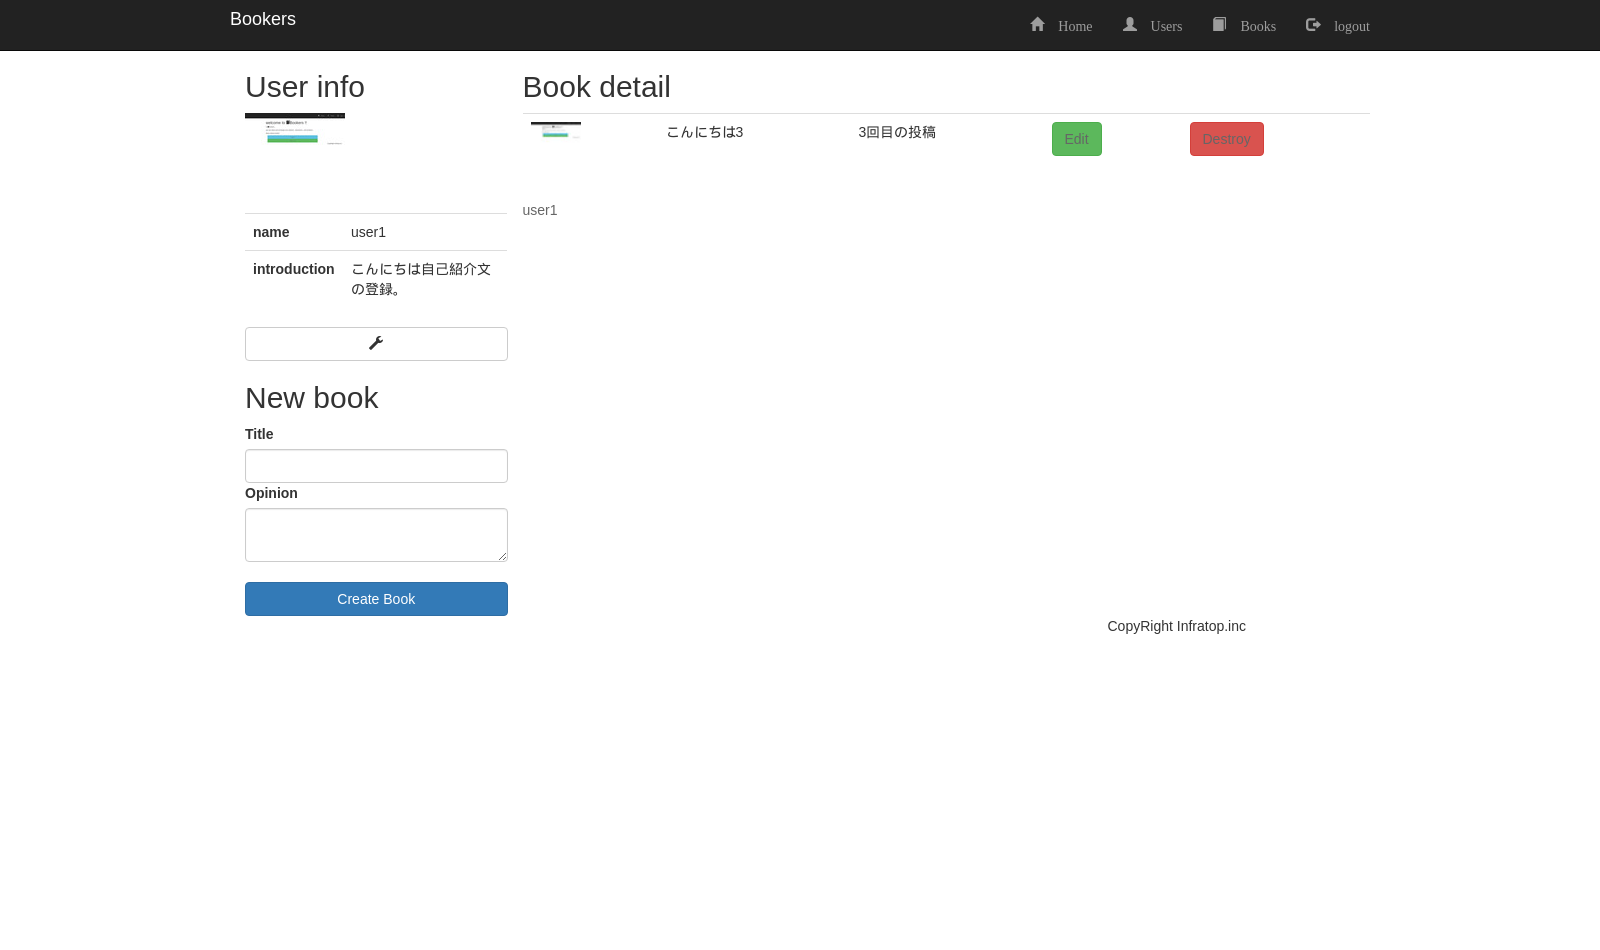 Bookers
Home Users Books logout
User info
name user1
introduction こんにちは自己紹介文
の登録。
New book
Title
Opinion
Create Book
Book detail
こんにちは3 3回目の投稿 Edit Destroy
user1
CopyRight Infratop.inc